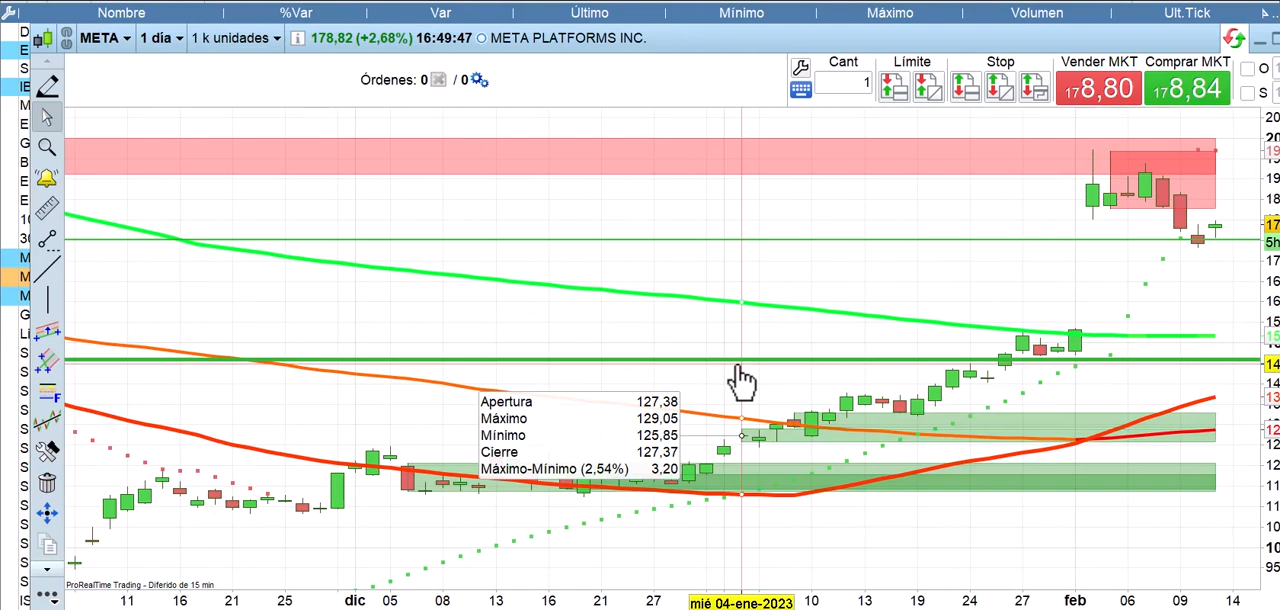 Nombre %Var Var Último Mínimo Máximo Volumen Ult.Tick
META 1 día 1 k unidades 178,82 (+2,68%) 16:49:47 META PLATFORMS INC.
Órdenes: 0 / 0
Cant Límite Stop Vender MKT Comprar MKT
1 178,80 178,84
O
S
Apertura 127,38
Máximo 129,05
Mínimo 125,85
Cierre 127,37
Máximo-Mínimo (2,54%) 3,20
5h
95
ProRealTime Trading - Diferido de 15 min
11 16 21 25 dic 05 08 13 16 21 27 mié 04-ene-2023 10 13 19 24 27 feb 06 09 14